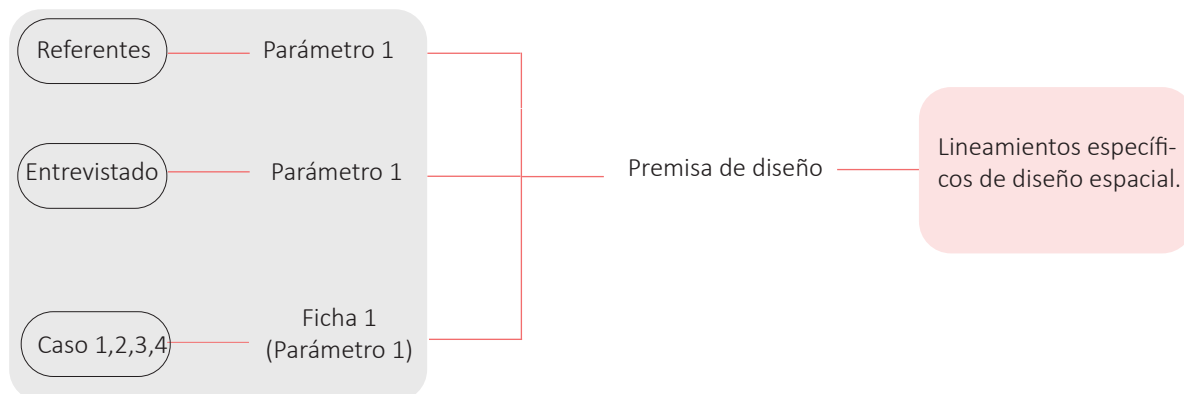 Referentes
Parámetro 1
Entrevistado
Parámetro 1
Premisa de diseño
Lineamientos específi-
cos de diseño espacial.
Caso 1,2,3,4
Ficha 1
(Parámetro 1)